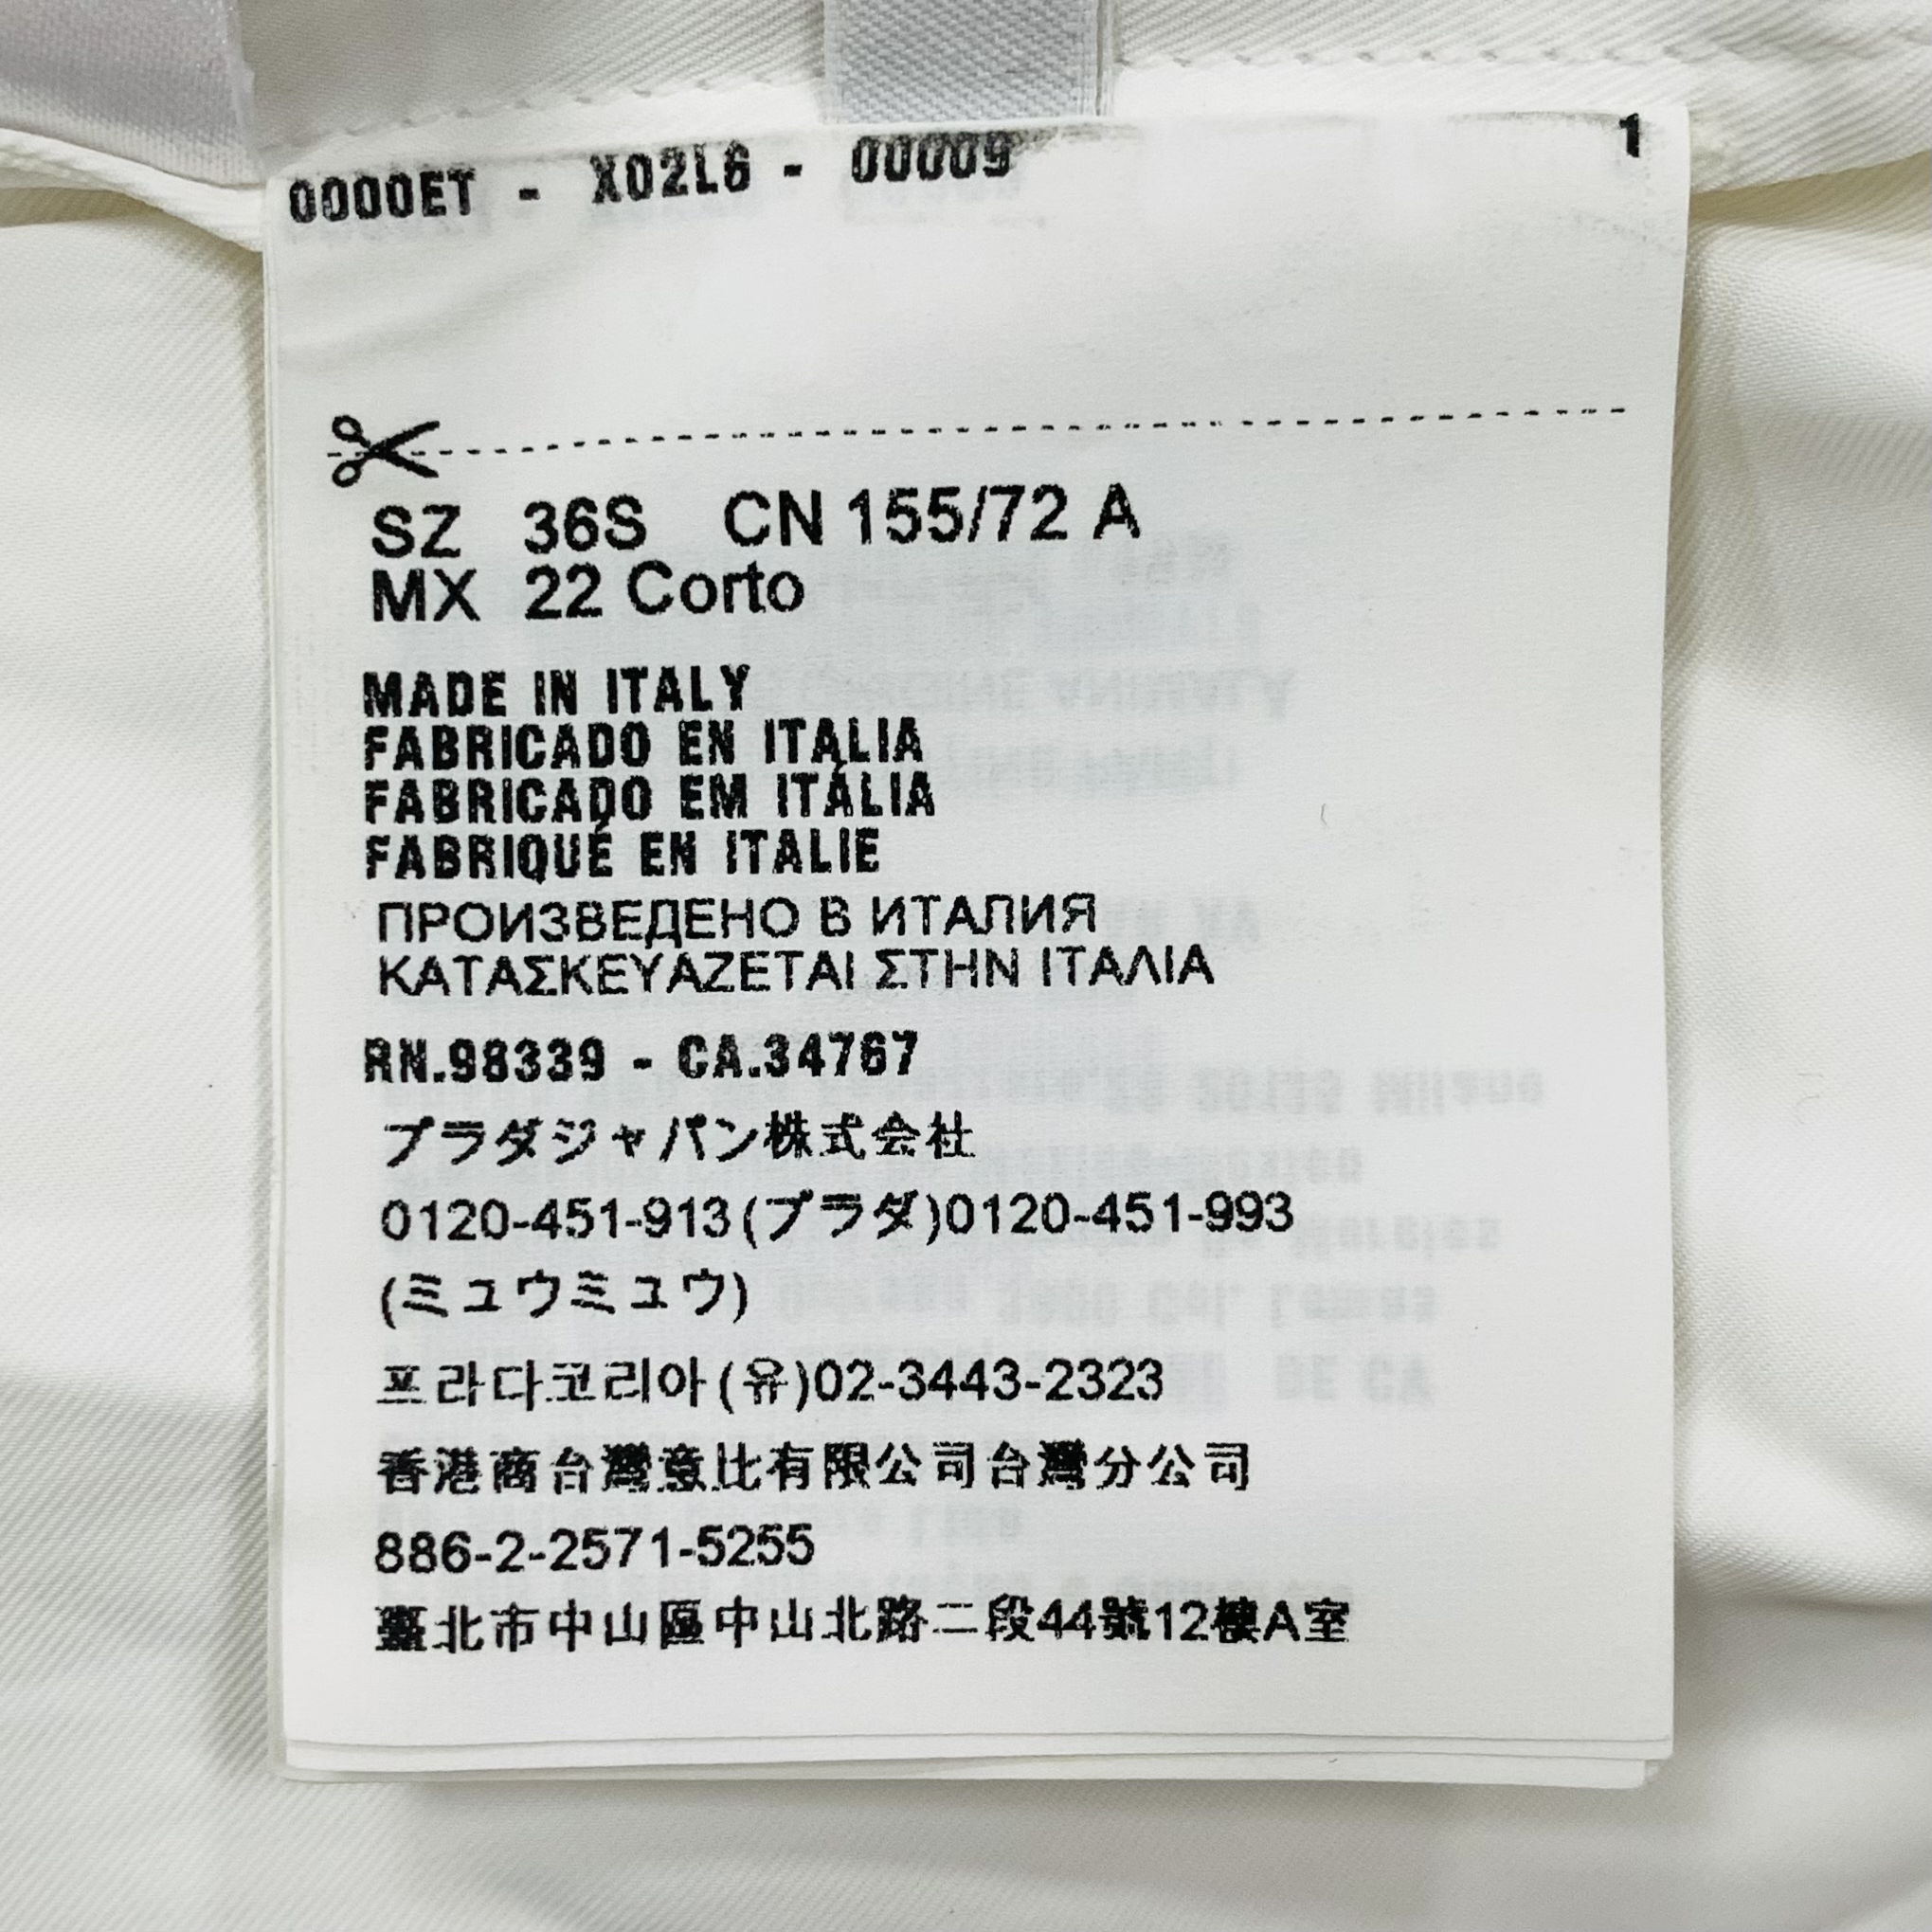 0000ET - X02L6 - 00009 1
SZ 36S CN 155/72 A
MX 22 Corto
MADE IN ITALY
FABRICADO EN ITALIA
FABRICADO EM ITÁLIA
FABRIQUÉ EN ITALIE
ПРОИЗВЕДЕНО В ИТАЛИЯ
ΚΑΤΑΣΚΕΥΑΖΕΤΑΙ ΣΤΗΝ ΙΤΑΛΙΑ
RN.98339 - CA.34767
プラダジャパン株式会社
0120-451-913(プラダ)0120-451-993
(ミュウミュウ)
프라다코리아(유)02-3443-2323
香港商台灣意比有限公司台灣分公司
886-2-2571-5255
臺北市中山區中山北路二段44號12樓A室